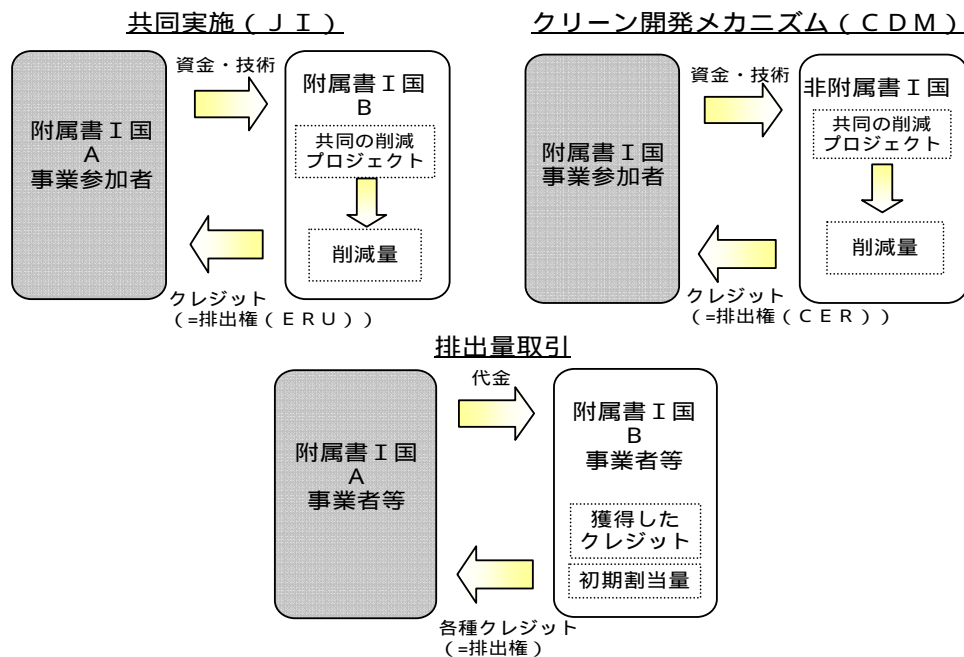 共同実施(JI)
資金・技術
附属書Ⅰ国
A
事業参加者
附属書Ⅰ国
B
共同の削減
プロジェクト
削減量
クレジット
(=排出権(ERU))
クリーン開発メカニズム(CDM)
資金・技術
附属書Ⅰ国
事業参加者
非附属書Ⅰ国
共同の削減
プロジェクト
削減量
クレジット
(=排出権(CER))
排出量取引
代金
附属書Ⅰ国
A
事業者等
附属書Ⅰ国
B
事業者等
獲得した
クレジット
初期割当量
各種クレジット
(=排出権)